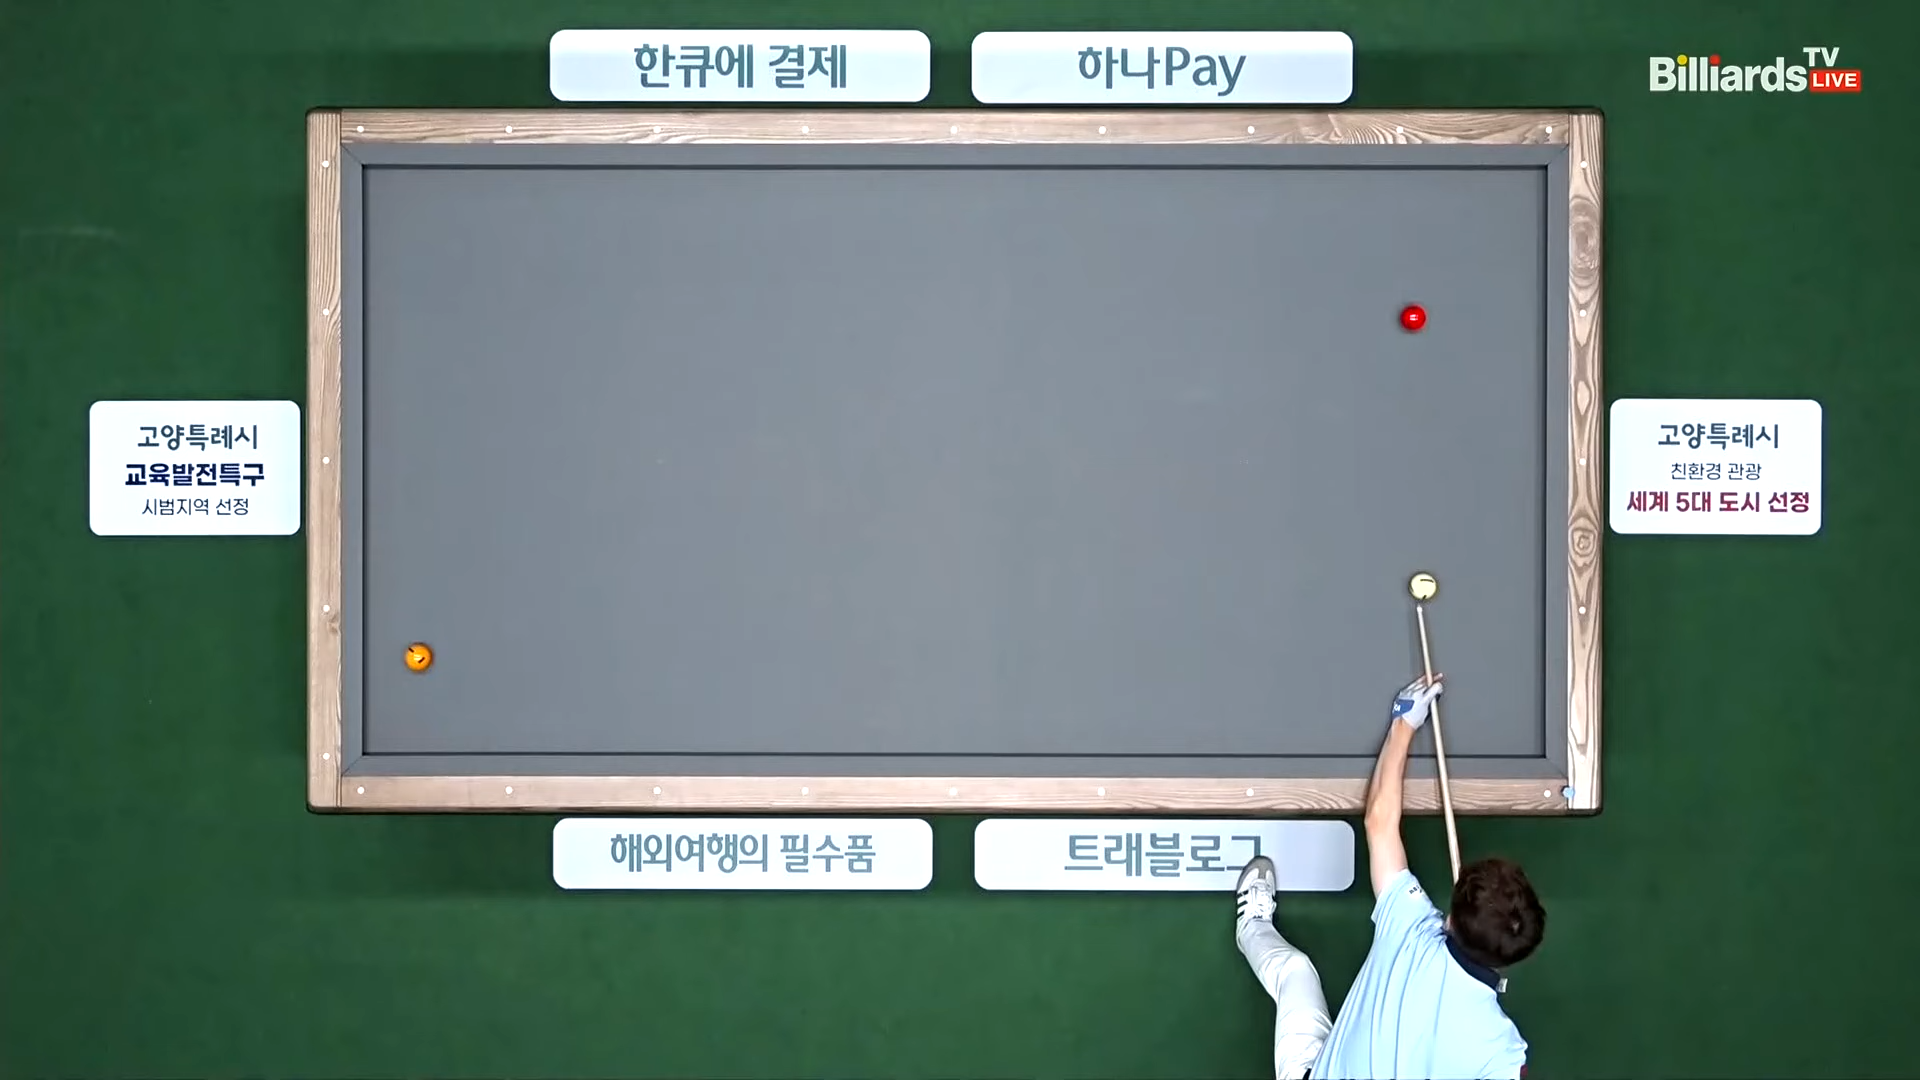 한큐에 결제
하나Pay
Billiards TV
LIVE
고양특례시
교육발전특구
시범지역 선정
고양특례시
친환경 관광
세계 5대 도시 선정
해외여행의 필수품
트래블로그